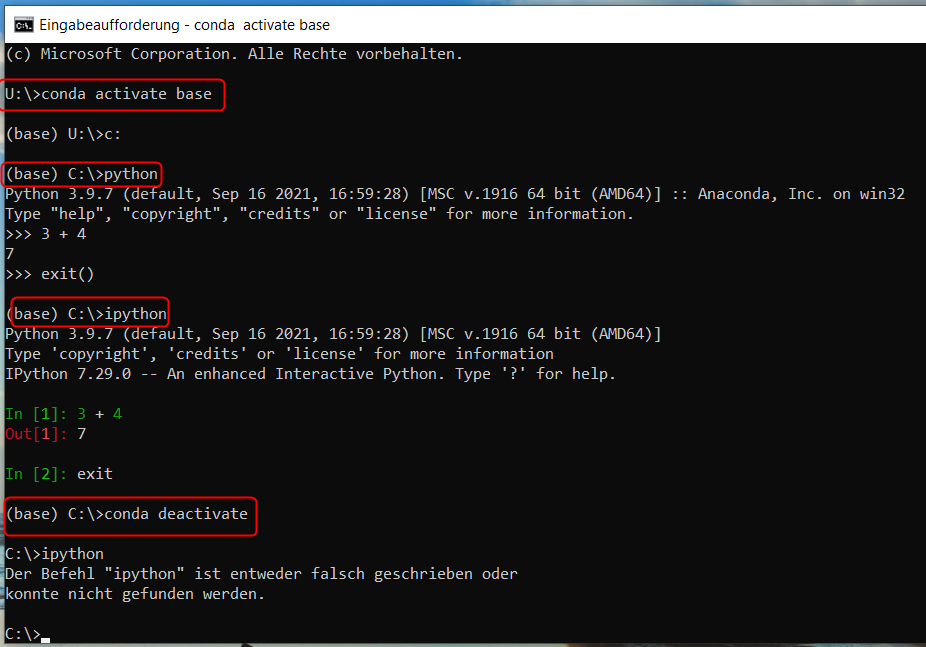 Eingabeaufforderung - conda  activate base
(c) Microsoft Corporation. Alle Rechte vorbehalten.
U:\>conda activate base
(base) U:\>c:
(base) C:\>python
Python 3.9.7 (default, Sep 16 2021, 16:59:28) [MSC v.1916 64 bit (AMD64)] :: Anaconda, Inc. on win32
Type "help", "copyright", "credits" or "license" for more information.
>>> 3 + 4
7
>>> exit()
(base) C:\>ipython
Python 3.9.7 (default, Sep 16 2021, 16:59:28) [MSC v.1916 64 bit (AMD64)]
Type 'copyright', 'credits' or 'license' for more information
IPython 7.29.0 -- An enhanced Interactive Python. Type '?' for help.
In [1]: 3 + 4
Out[1]: 7
In [2]: exit
(base) C:\>conda deactivate
C:\>ipython
Der Befehl "ipython" ist entweder falsch geschrieben oder
konnte nicht gefunden werden.
C:\>